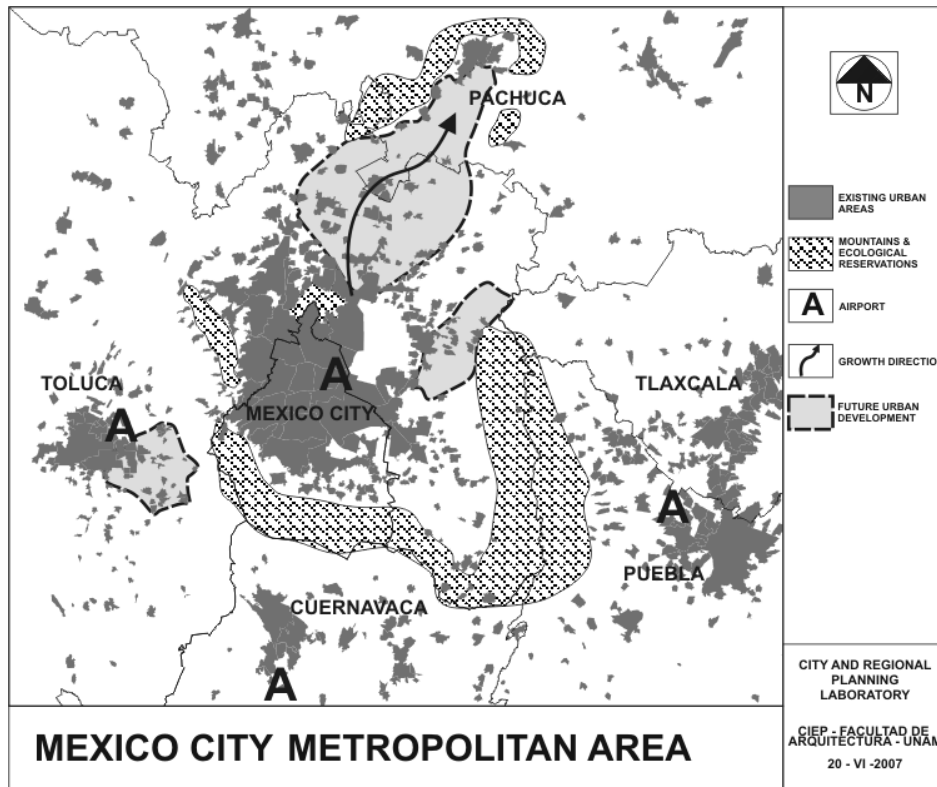 PACHUCA
TOLUCA
A
A
MEXICO CITY
TLAXCALA
A
PUEBLA
CUERNAVACA
A
N
EXISTING URBAN
AREAS
MOUNTAINS &
ECOLOGICAL
RESERVATIONS
A
AIRPORT
GROWTH DIRECTIO
FUTURE URBAN
DEVELOPMENT
MEXICO CITY METROPOLITAN AREA
CITY AND REGIONAL
PLANNING
LABORATORY
CIEP - FACULTAD DE
ARQUITECTURA - UNAM
20 - VI -2007